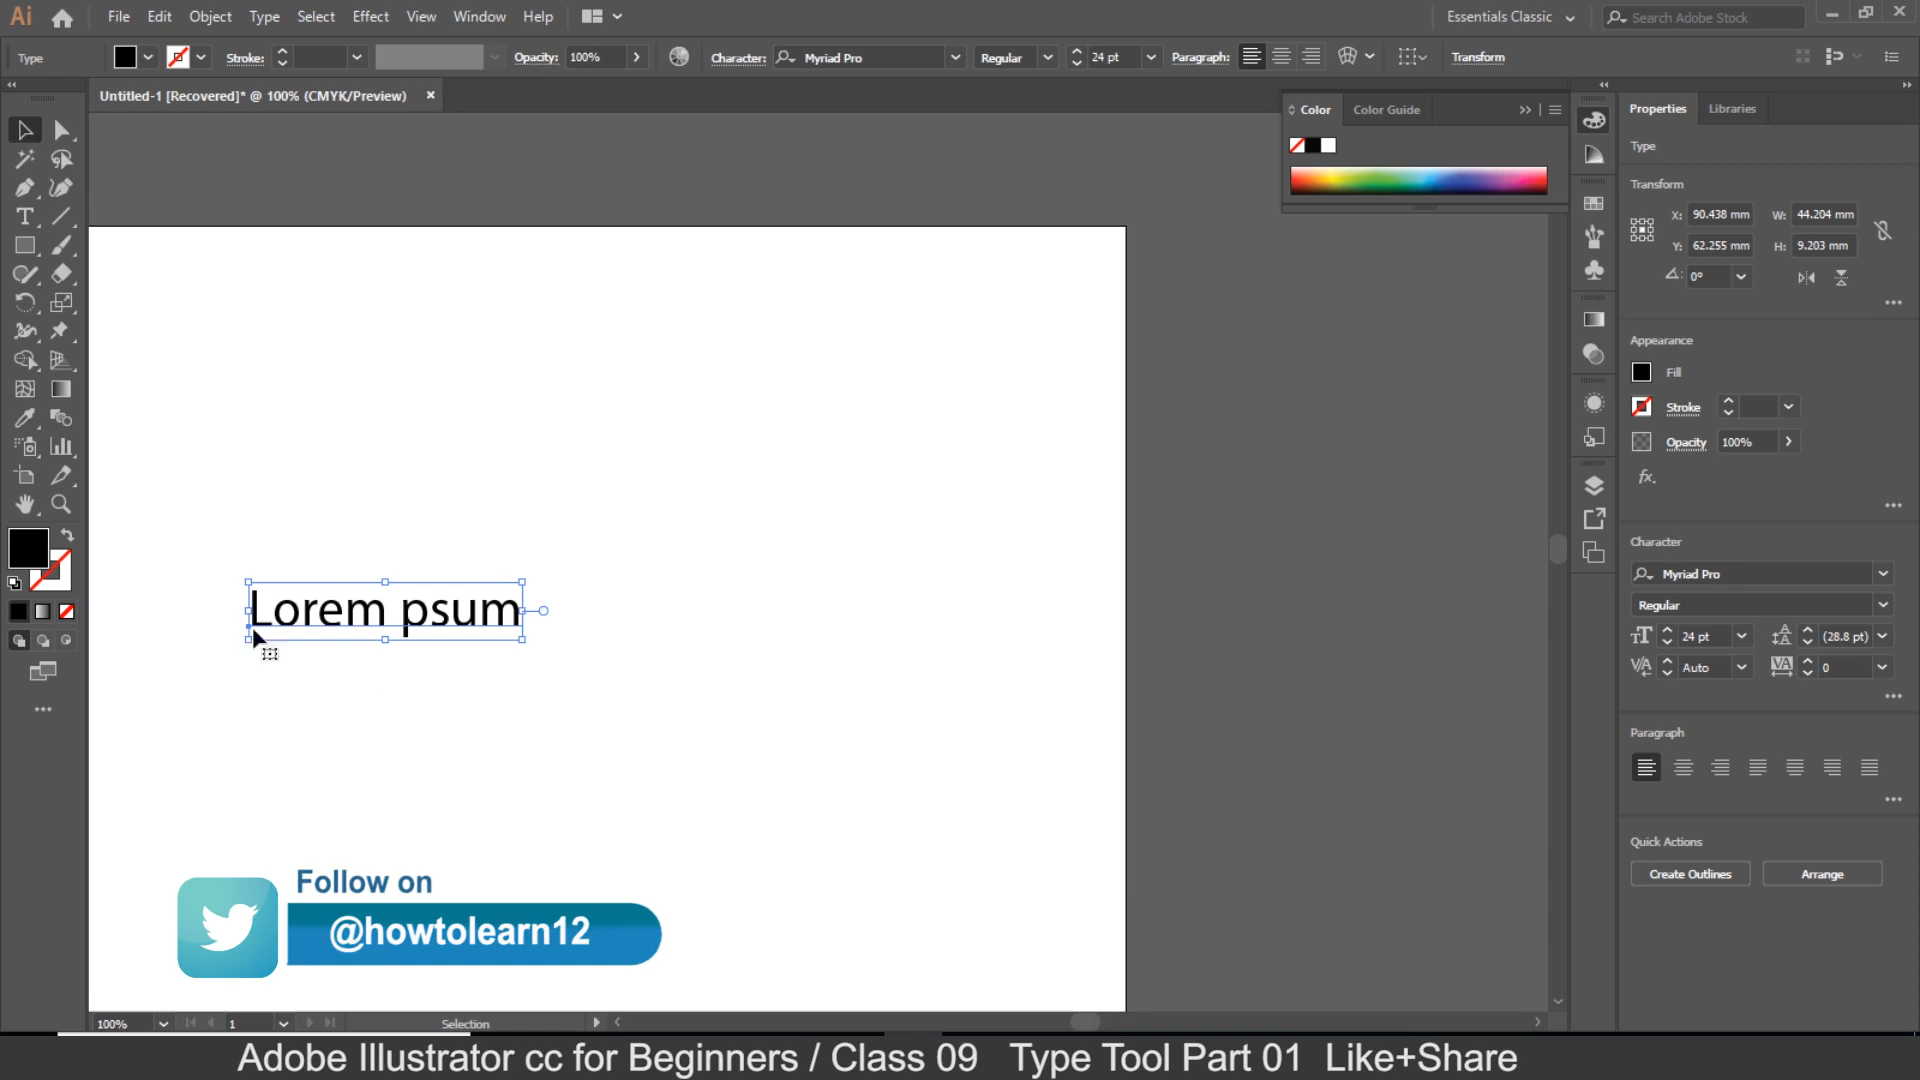 Ai File Edit Object Type Select Effect View Window Help Essentials Classic Search Adobe Stock
Type Stroke: Opacity: 100% Character: Myriad Pro Regular 24 pt Paragraph: Transform
Untitled-1 [Recovered]* @ 100% (CMYK/Preview)
Color Color Guide
Properties Libraries
Type
Transform
X: 90.438 mm W: 44.204 mm
Y: 62.255 mm H: 9.203 mm
0°
Appearance
Fill
Stroke
Opacity 100%
fx.
Character
Myriad Pro
Regular
24 pt (28.8 pt)
Auto 0
Paragraph
Quick Actions
Create Outlines Arrange
Lorem psum
Follow on
@howtolearn12
100% 1 Selection
Adobe Illustrator cc for Beginners / Class 09 Type Tool Part 01 Like+Share